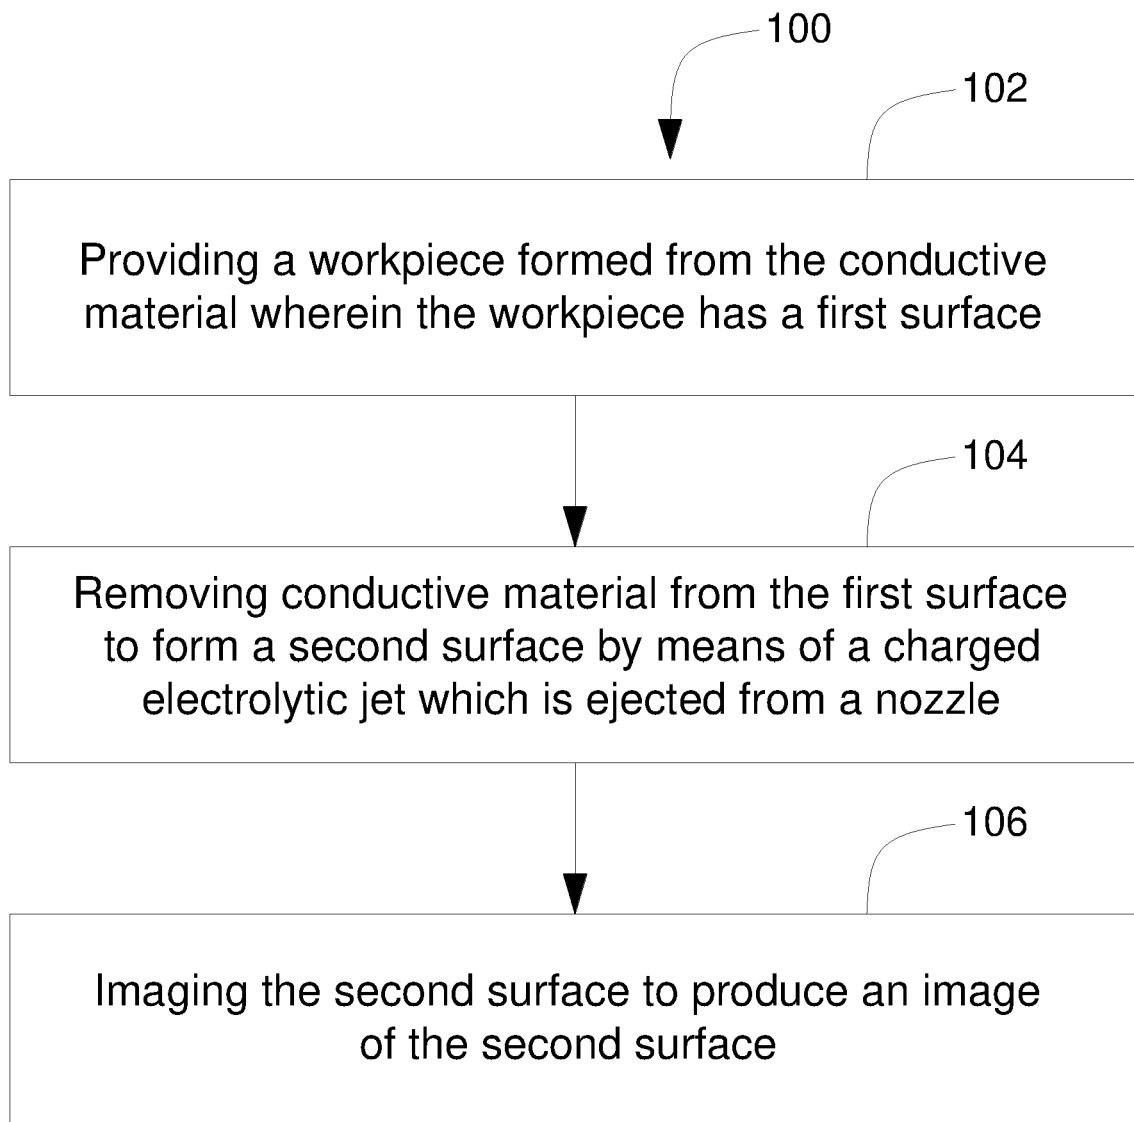 100
102
Providing a workpiece formed from the conductive
material wherein the workpiece has a first surface
104
Removing conductive material from the first surface
to form a second surface by means of a charged
electrolytic jet which is ejected from a nozzle
106
Imaging the second surface to produce an image
of the second surface